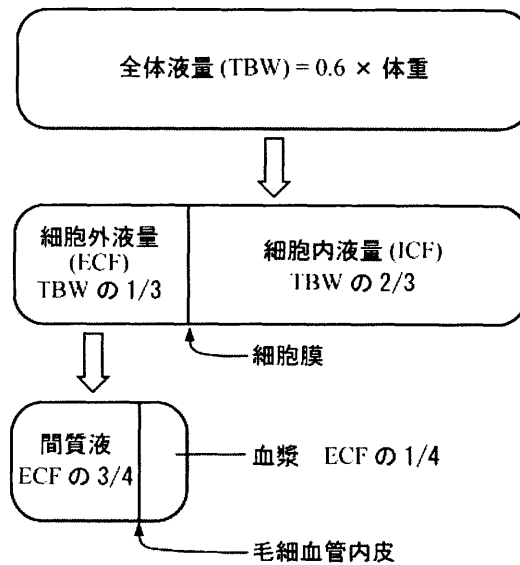 全体液量 (TBW) = 0.6 × 体重
細胞外液量
(ECF)
TBW の 1/3
細胞内液量 (ICF)
TBW の 2/3
細胞膜
間質液
ECF の 3/4
血漿 ECF の 1/4
毛細血管内皮